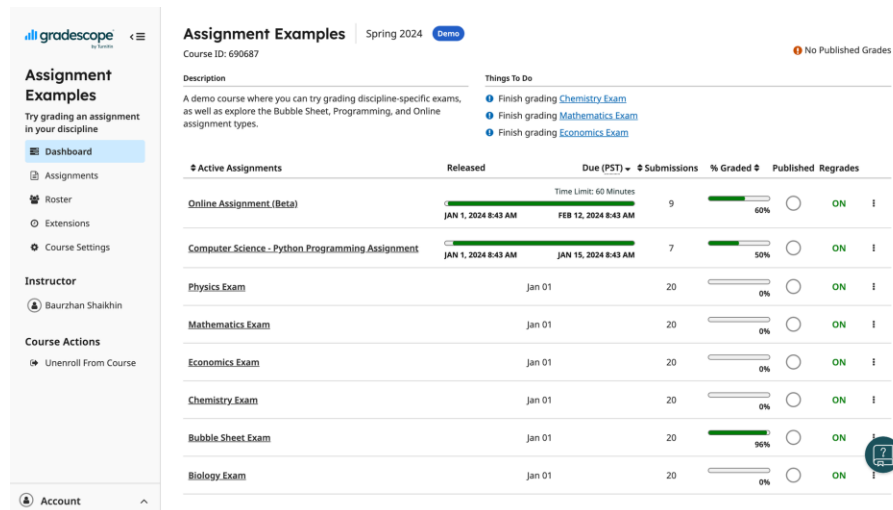 gradescope
by Turnitin
Assignment
Examples
Try grading an assignment
in your discipline
Dashboard
Assignments
Roster
Extensions
Course Settings
Instructor
Baurzhan Shaikhin
Course Actions
Unenroll From Course
Account
Assignment Examples Spring 2024 Demo
Course ID: 690687
No Published Grades
Description
A demo course where you can try grading discipline-specific exams,
as well as explore the Bubble Sheet, Programming, and Online
assignment types.
Things To Do
Finish grading Chemistry Exam
Finish grading Mathematics Exam
Finish grading Economics Exam
Active Assignments Released Due (PST) Submissions % Graded Published Regrades
Time Limit: 60 Minutes
Online Assignment (Beta) 9 ON
JAN 1, 2024 8:43 AM FEB 12, 2024 8:43 AM 60%
Computer Science - Python Programming Assignment 7 ON
JAN 1, 2024 8:43 AM JAN 15, 2024 8:43 AM 50%
Physics Exam Jan 01 20 0% ON
Mathematics Exam Jan 01 20 0% ON
Economics Exam Jan 01 20 0% ON
Chemistry Exam Jan 01 20 0% ON
Bubble Sheet Exam Jan 01 20 96% ON
Biology Exam Jan 01 20 0% ON
?